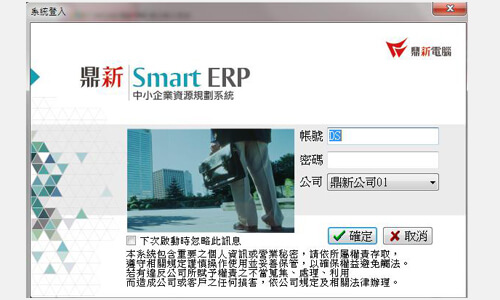 系統登入
鼎新電腦
鼎新 Smart ERP
中小企業資源規劃系統
帳號 DS
密碼
公司 鼎新公司01
確定 取消
下次啟動時忽略此訊息
本系統包含重要之個人資訊或營業秘密，請依所屬權責存取，
遵守相關規定謹慎操作使用並妥善保管，以確保權益避免觸法。
若有違反公司所賦予權責之不當蒐集、處理、利用
而造成公司或客戶之任何損害，依公司規定及相關法律辦理。